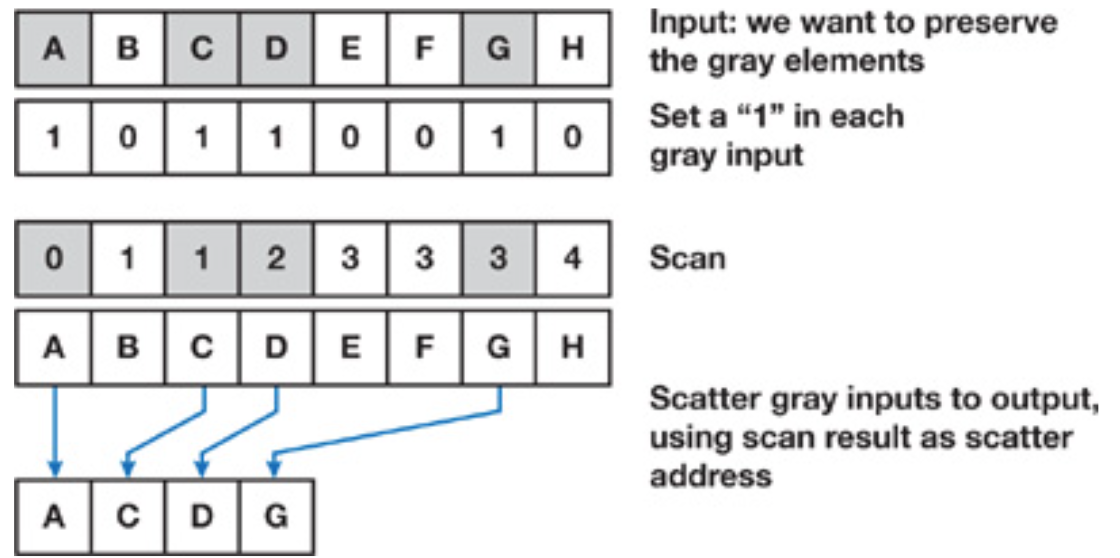 A B C D E F G H
Input: we want to preserve
the gray elements
1 0 1 1 0 0 1 0
Set a “1” in each
gray input
0 1 1 2 3 3 3 4
Scan
A B C D E F G H
Scatter gray inputs to output,
using scan result as scatter
address
A C D G